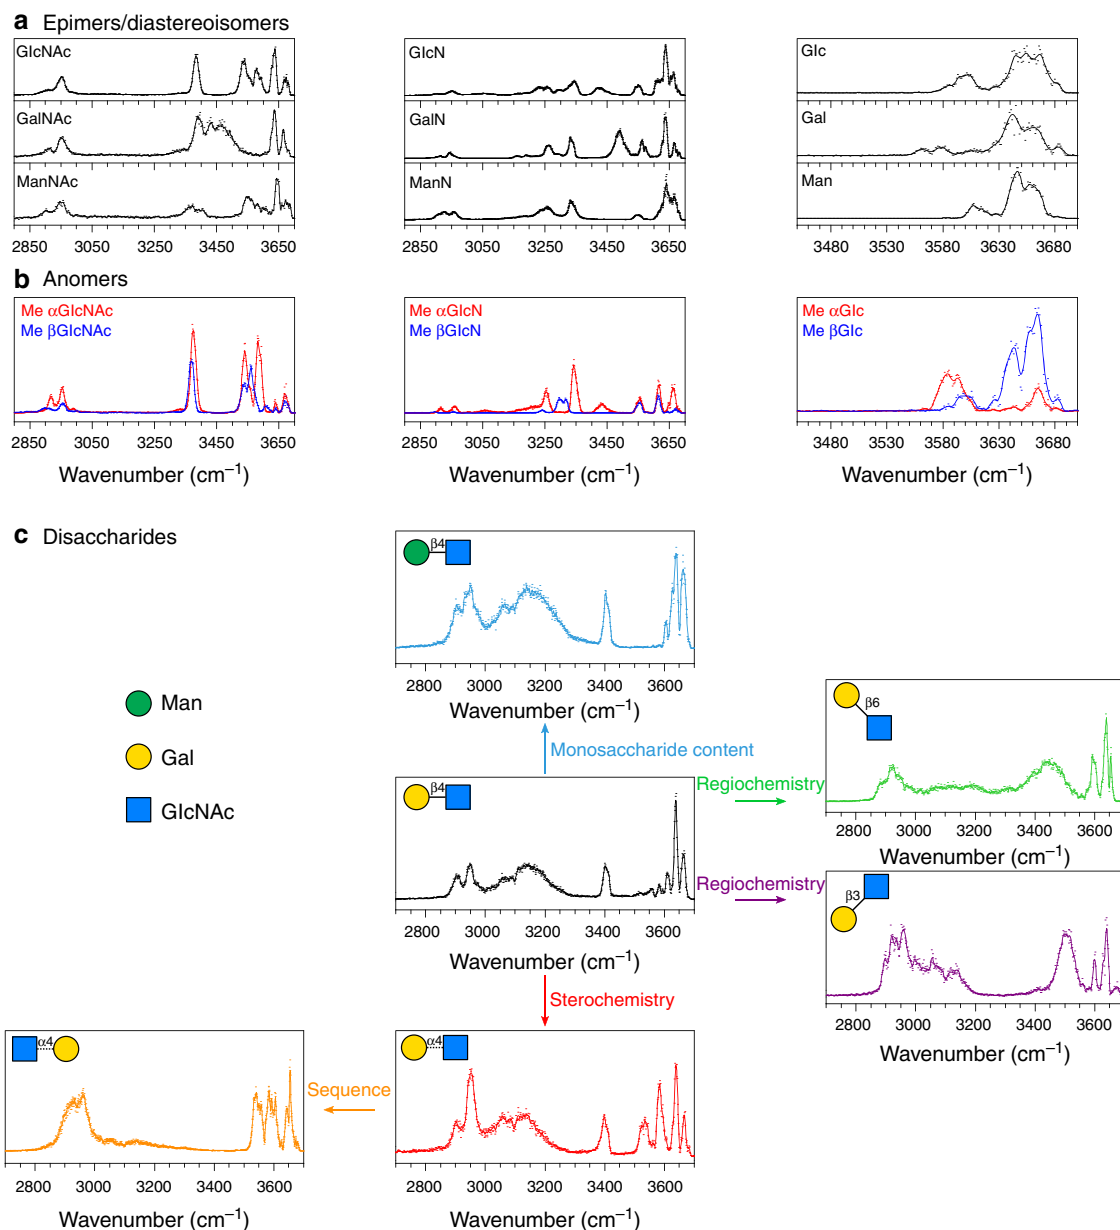 a Epimers/diastereoisomers
GlcNAc
GalNAc
ManNAc
2850 3050 3250 3450 3650
GlcN
GalN
ManN
2850 3050 3250 3450 3650
Glc
Gal
Man
3480 3530 3580 3630 3680
b Anomers
Me αGlcNAc
Me βGlcNAc
2850 3050 3250 3450 3650
Wavenumber (cm−1)
Me αGlcN
Me βGlcN
2850 3050 3250 3450 3650
Wavenumber (cm−1)
Me αGlc
Me βGlc
3480 3530 3580 3630 3680
Wavenumber (cm−1)
c Disaccharides
β4
2800 3000 3200 3400 3600
Wavenumber (cm−1)
Man
Gal
GlcNAc
Monosaccharide content
β4
2800 3000 3200 3400 3600
Regiochemistry
β6
2800 3000 3200 3400 3600
Wavenumber (cm−1)
Regiochemistry
β3
2800 3000 3200 3400 3600
Wavenumber (cm−1)
Sterochemistry
α4
2800 3000 3200 3400 3600
Wavenumber (cm−1)
Sequence
α4
2800 3000 3200 3400 3600
Wavenumber (cm−1)